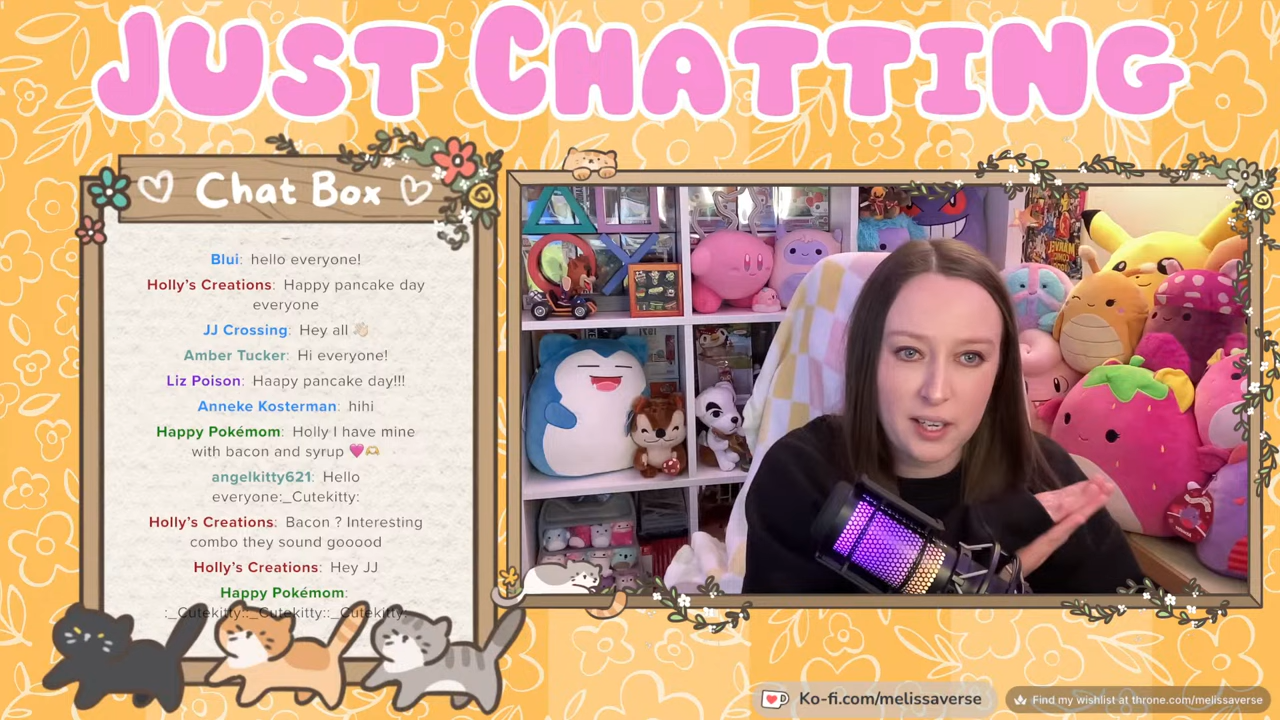 JUST CHATTING
Chat Box
Blui: hello everyone!
Holly's Creations: Happy pancake day
everyone
JJ Crossing: Hey all 👋🏻
Amber Tucker: Hi everyone!
Liz Poison: Haapy pancake day!!!
Anneke Kosterman: hihi
Happy Pokémom: Holly I have mine
with bacon and syrup 💗🫶🏼
angelkitty621: Hello
everyone:_Cutekitty:
Holly's Creations: Bacon ? Interesting
combo they sound gooood
Holly's Creations: Hey JJ
Happy Pokémom:
:_Cutekitty::_Cutekitty::_Cutekitty:
Ko-fi.com/melissaverse
Find my wishlist at throne.com/melissaverse